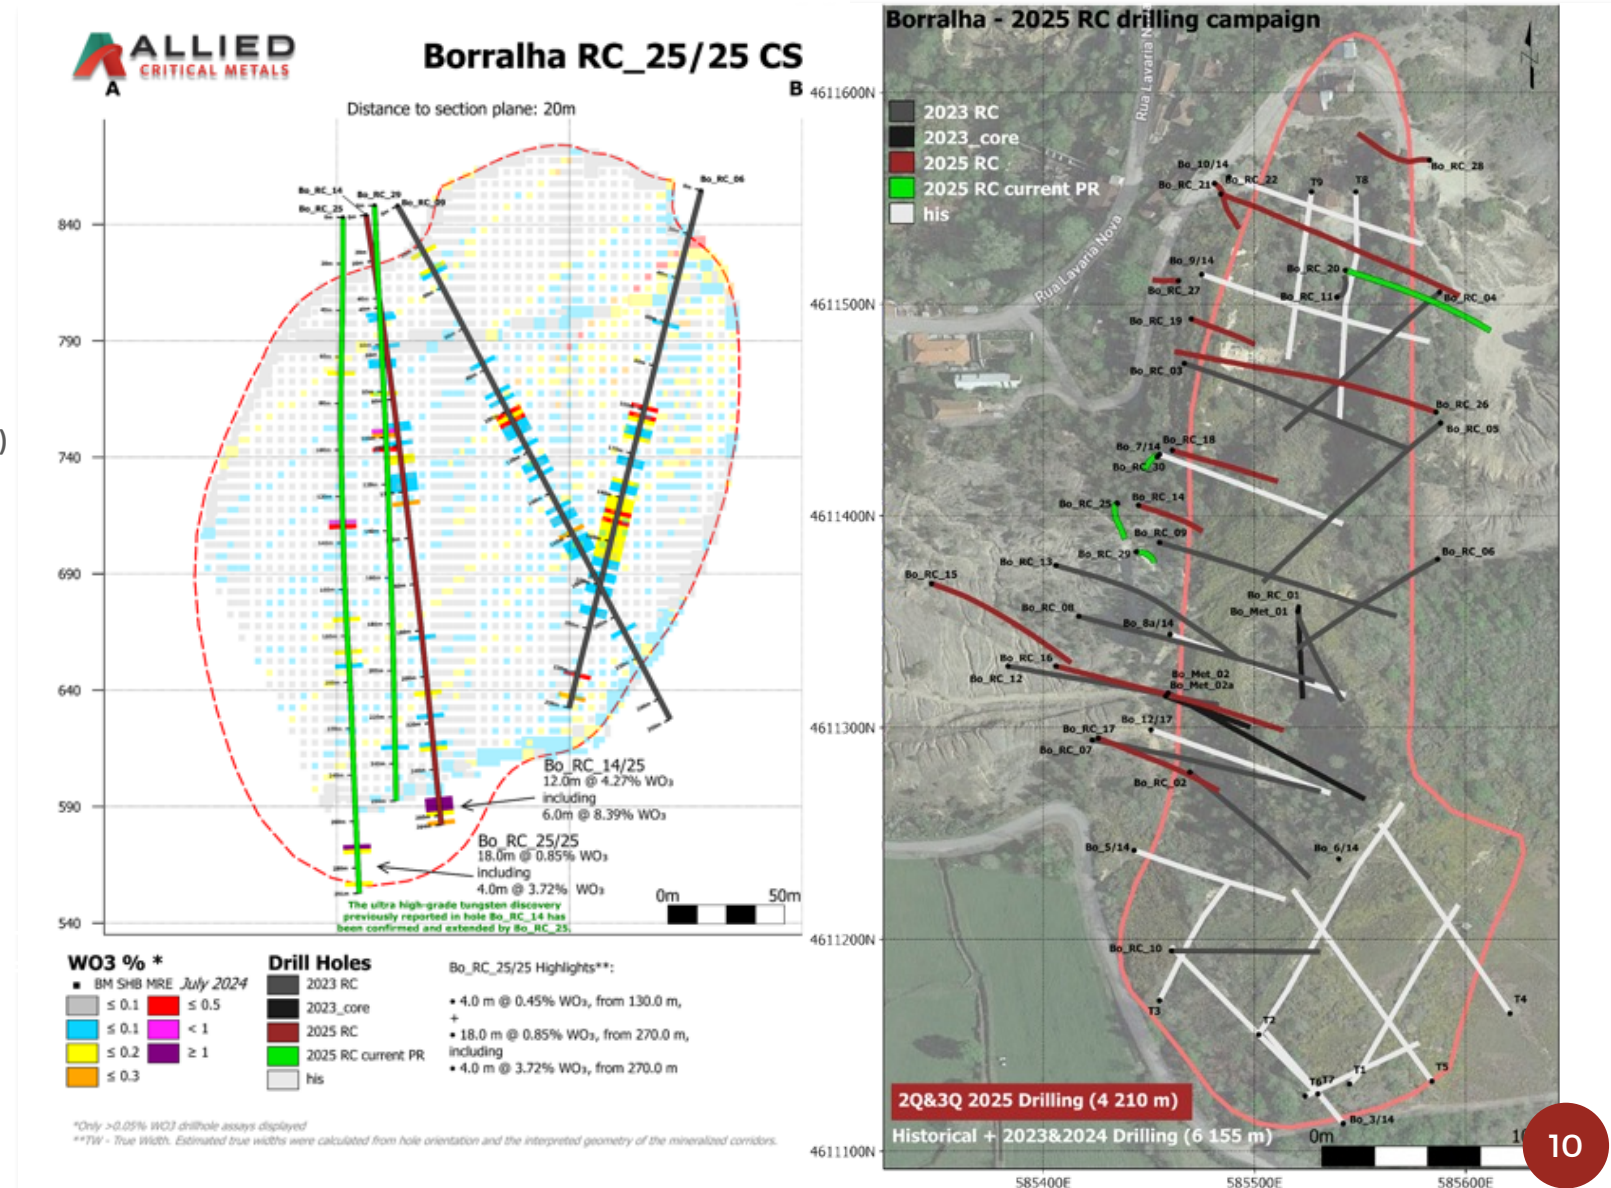 ALLIED
CRITICAL METALS
Borralha RC_25/25 CS
A
B
Distance to section plane: 20m
Bo_RC_14
Bo_RC_29
Bo_RC_25
Bo_RC_09
Bo_RC_06
840
790
740
690
640
590
540
Bo_RC_14/25
12.0m @ 4.27% WO₃
including
6.0m @ 8.39% WO₃
Bo_RC_25/25
18.0m @ 0.85% WO₃
including
4.0m @ 3.72% WO₃
The ultra high-grade tungsten discovery
previously reported in hole Bo_RC_14 has
been confirmed and extended by Bo_RC_25.
0m 50m
WO3 % *
BM SHB MRE July 2024
≤ 0.1
≤ 0.1
≤ 0.2
≤ 0.3
≤ 0.5
< 1
≥ 1
Drill Holes
2023 RC
2023_core
2025 RC
2025 RC current PR
his
Bo_RC_25/25 Highlights**:
• 4.0 m @ 0.45% WO₃, from 130.0 m,
+
• 18.0 m @ 0.85% WO₃, from 270.0 m,
including
• 4.0 m @ 3.72% WO₃, from 270.0 m
*Only >0.05% WO3 drillhole assays displayed
**TW - True Width. Estimated true widths were calculated from hole orientation and the interpreted geometry of the mineralized corridors.
)
Borralha - 2025 RC drilling campaign
2023 RC
2023_core
2025 RC
2025 RC current PR
his
4611600N
4611500N
4611400N
4611300N
4611200N
4611100N
Rua Lavaria N
Rua Lavaria Nova
Bo_RC_28
Bo_10/14
Bo_RC_21
Bo_RC_22
T9
T8
Bo_9/14
Bo_RC_27
Bo_RC_20
Bo_RC_11
Bo_RC_04
Bo_RC_19
Bo_RC_03
Bo_RC_26
Bo_RC_05
Bo_7/14
Bo_RC_18
Bo_RC_30
Bo_RC_25
Bo_RC_14
Bo_RC_09
Bo_RC_29
Bo_RC_06
Bo_RC_13
Bo_RC_15
Bo_RC_08
Bo_RC_01
Bo_Met_01
Bo_8a/14
Bo_RC_16
Bo_RC_12
Bo_Met_02
Bo_Met_02a
Bo_RC_17
Bo_12/17
Bo_RC_07
Bo_RC_02
Bo_5/14
Bo_6/14
Bo_RC_10
T3
T2
T4
T6
T7
T1
T5
Bo_3/14
2Q&3Q 2025 Drilling (4 210 m)
Historical + 2023&2024 Drilling (6 155 m)
0m 10
585400E
585500E
585600E
10